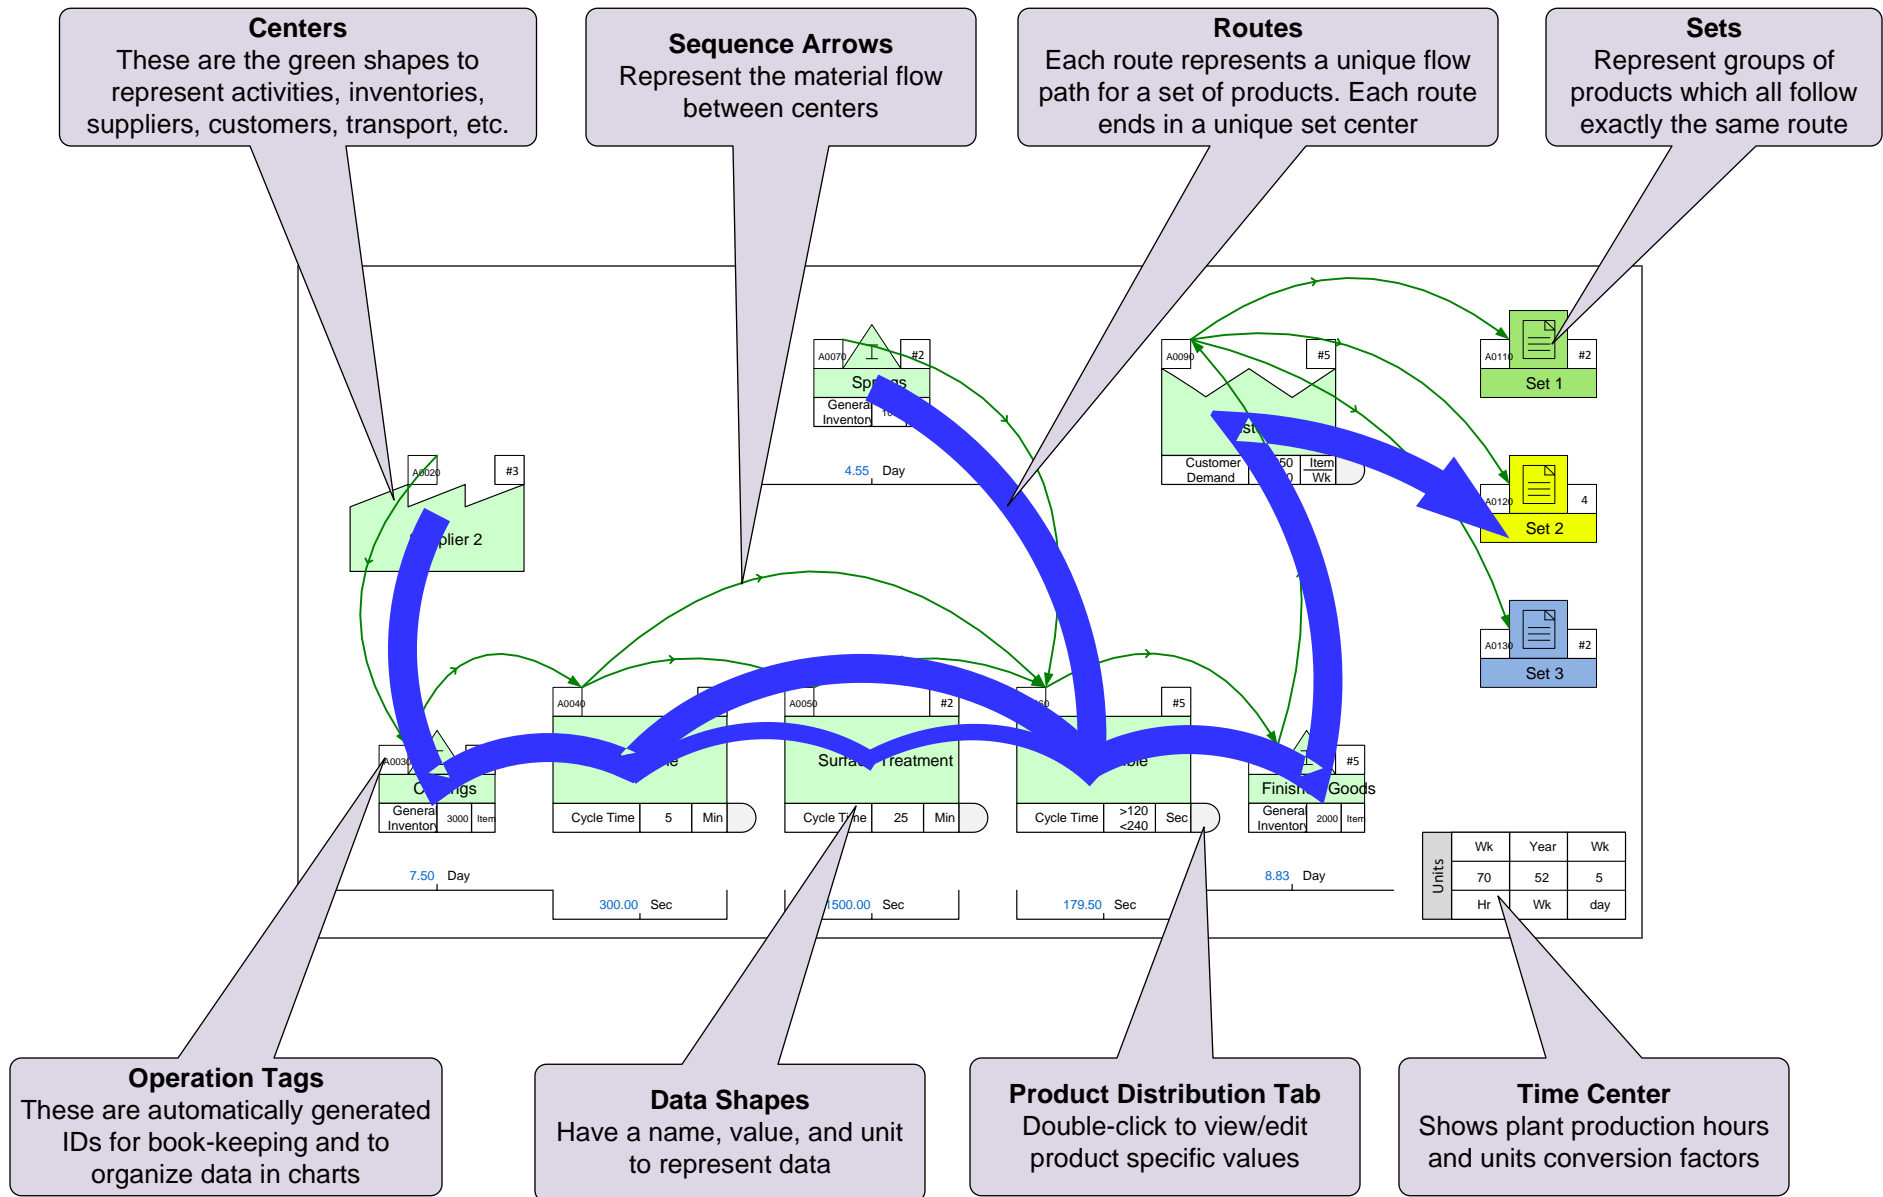 Centers
These are the green shapes to
represent activities, inventories,
suppliers, customers, transport, etc.
Sequence Arrows
Represent the material flow
between centers
Routes
Each route represents a unique flow
path for a set of products. Each route
ends in a unique set center
Sets
Represent groups of
products which all follow
exactly the same route
A0070
#2
General
Inventory
4.55 Day
A0090
#5
Customer
Demand
Item
Wk
A0110
#2
Set 1
A0120
4
Set 2
A0130
#2
Set 3
A0020
#3
2
A0030
General
Inventory
3000
Item
7.50 Day
A0040
Cycle Time
5
Min
300.00 Sec
A0050
#2
Surface Treatment
Cycle Time
25
Min
1500.00 Sec
#5
Cycle Time
>120
<240
Sec
179.50 Sec
#5
Finished Goods
General
Inventory
2000
Item
8.83 Day
Units
Wk
Year
Wk
70
52
5
Hr
Wk
day
Operation Tags
These are automatically generated
IDs for book-keeping and to
organize data in charts
Data Shapes
Have a name, value, and unit
to represent data
Product Distribution Tab
Double-click to view/edit
product specific values
Time Center
Shows plant production hours
and units conversion factors